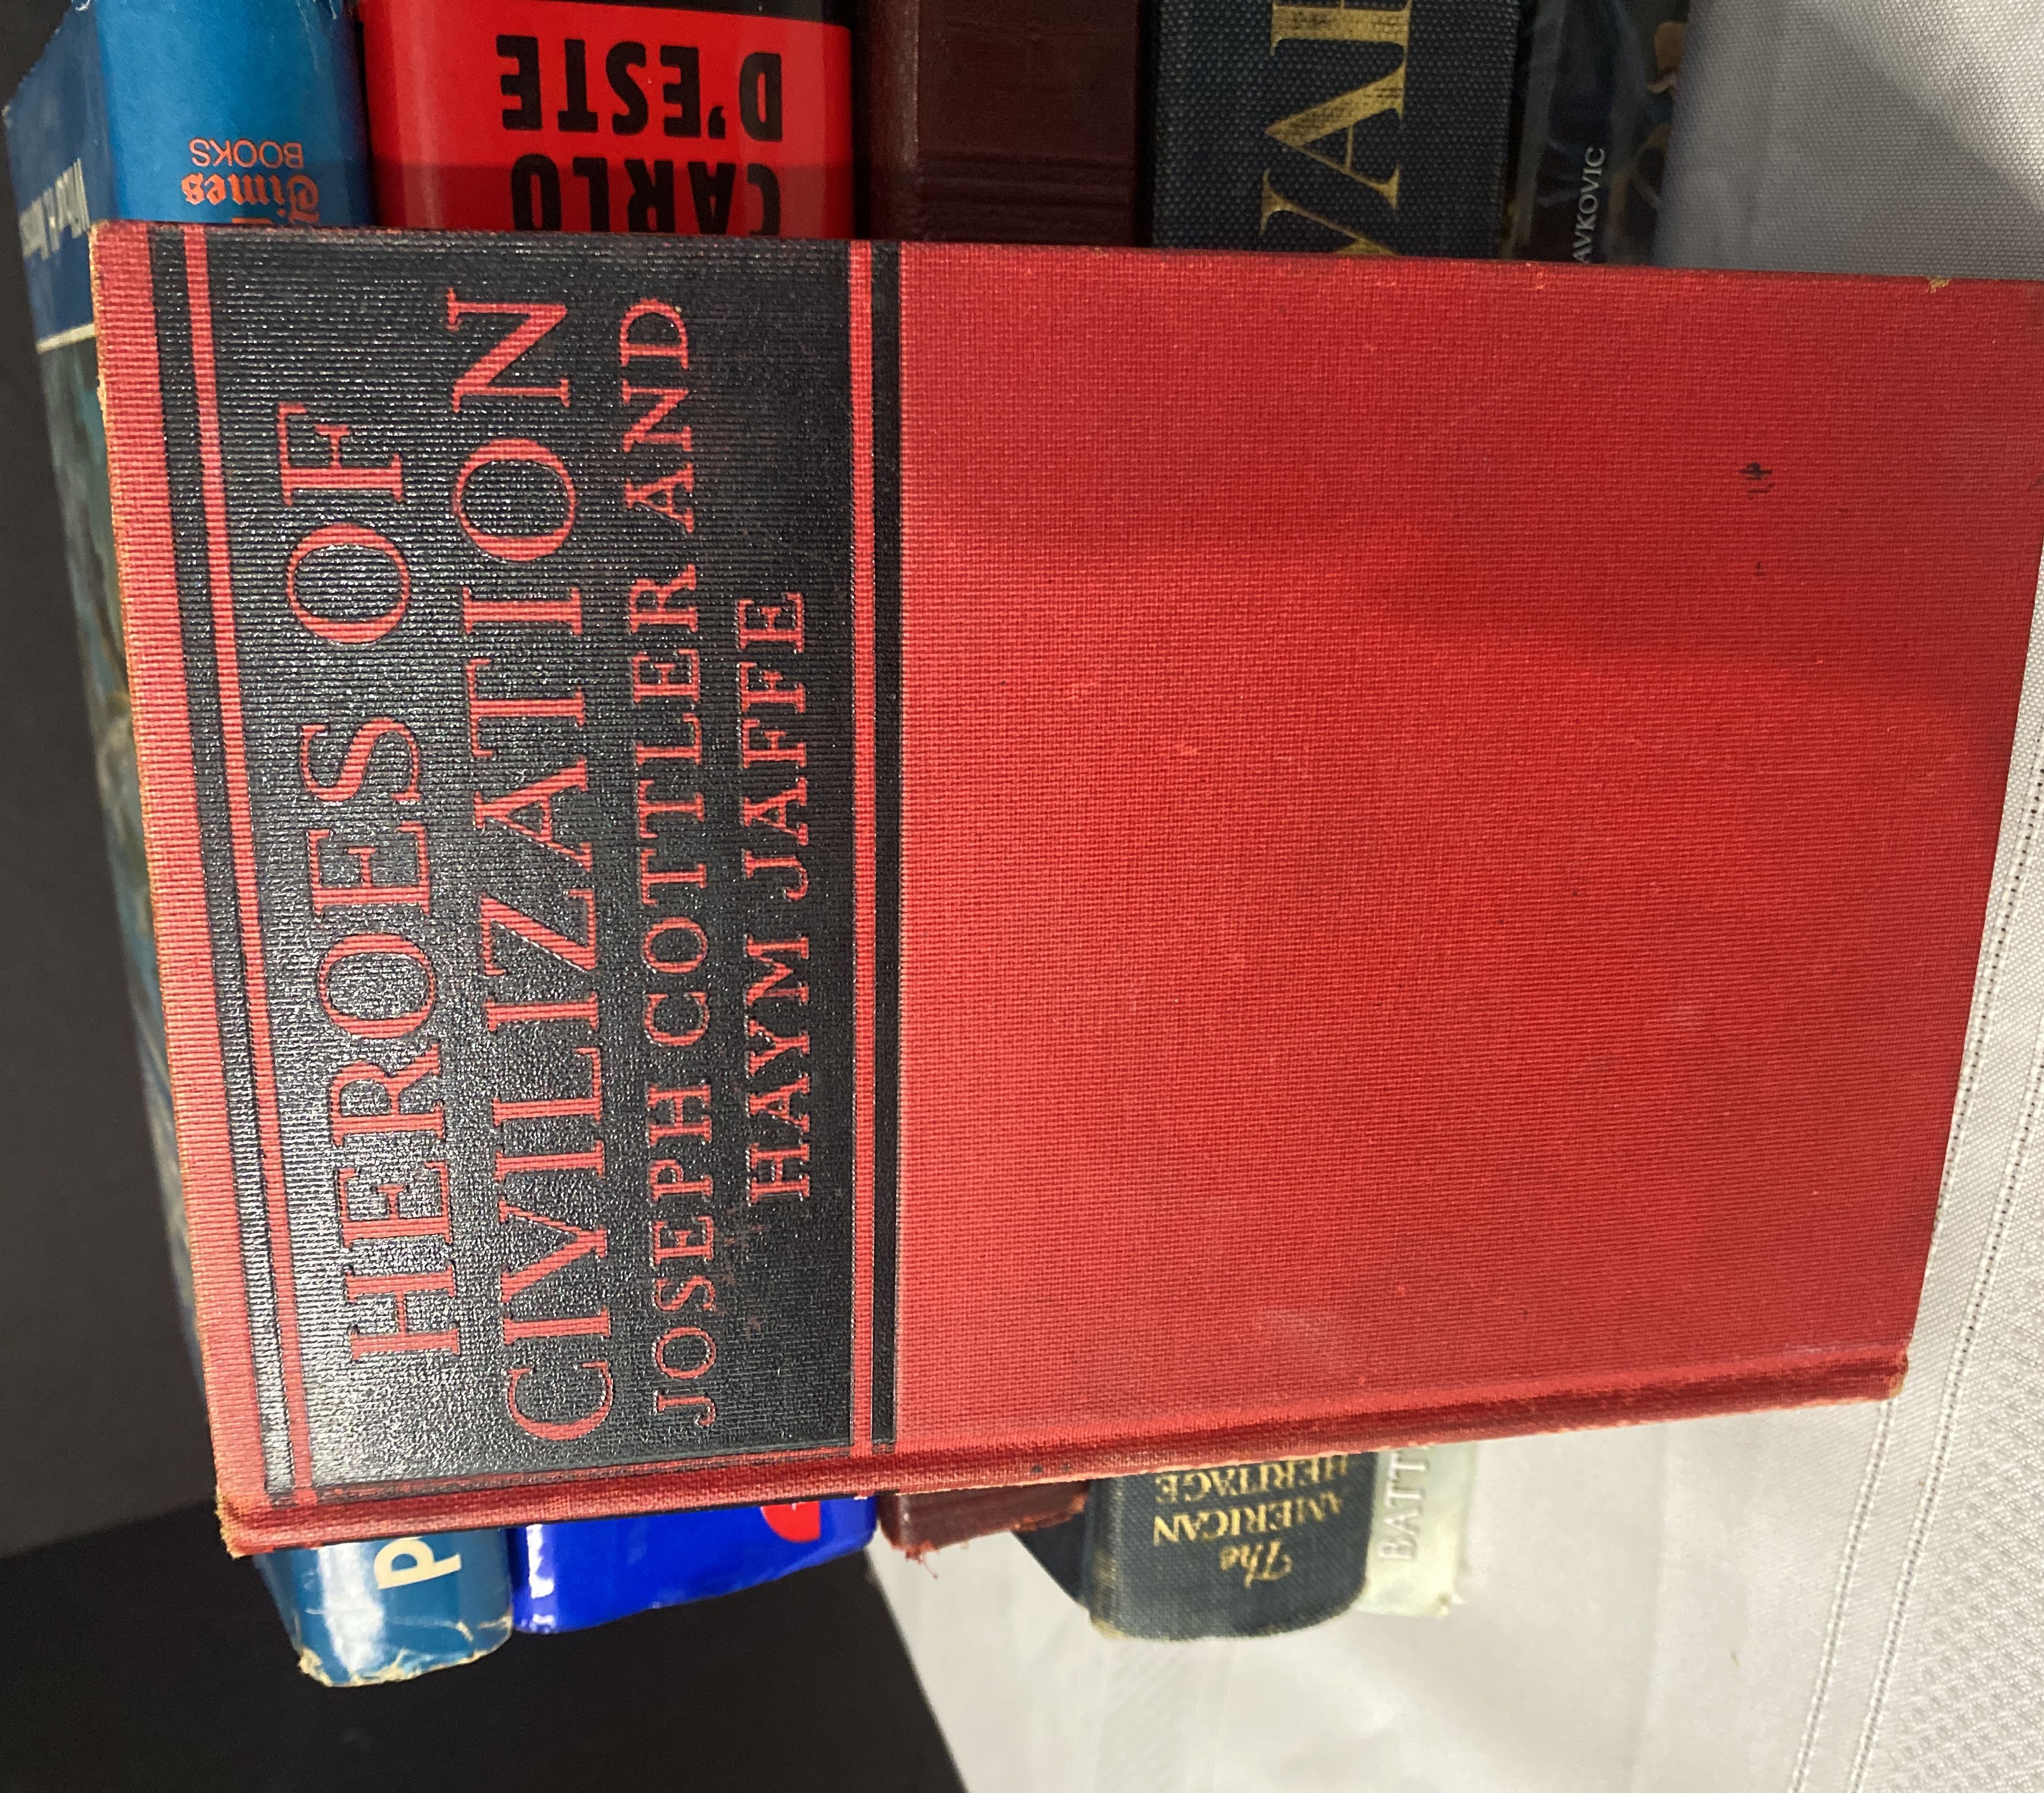 HEROES OF
CIVILIZATION
JOSEPH COTTLER AND
HAYM JAFFE
Times
BOOKS
CARLO
D'ESTE
AVKOVIC
The
AMERICAN
HERITAGE
BATT
P